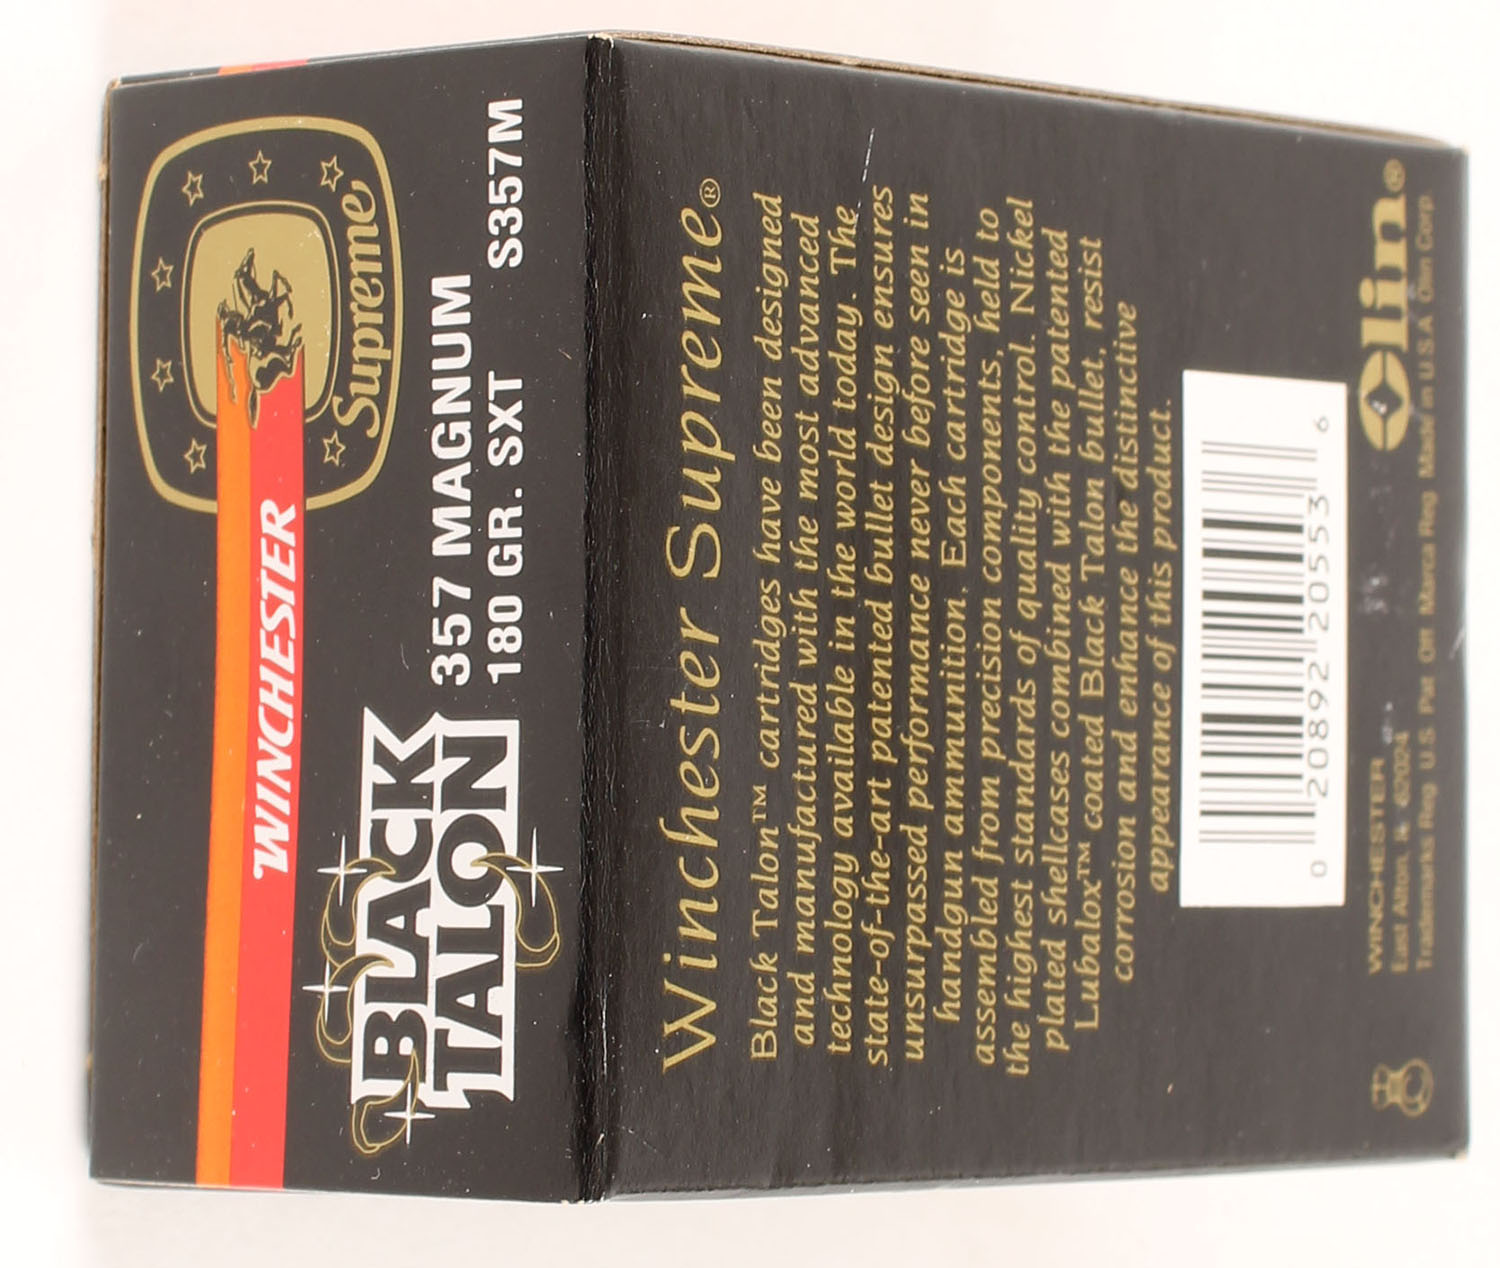 Supreme
WINCHESTER
BLACK
TALON
357 MAGNUM
180 GR. SXT S357M
Winchester Supreme®
Black Talon™ cartridges have been designed
and manufactured with the most advanced
technology available in the world today. The
state-of-the-art patented bullet design ensures
unsurpassed performance never before seen in
handgun ammunition. Each cartridge is
assembled from precision components, held to
the highest standards of quality control. Nickel
plated shellcases combined with the patented
Lubalox™ coated Black Talon bullet, resist
corrosion and enhance the distinctive
appearance of this product.
0 20892 20553 6
WINCHESTER Olin®
East Alton, IL 62024
Trademarks Reg. U.S. Pat. Off. Marca Reg. Made in U.S.A. Olin Corp.